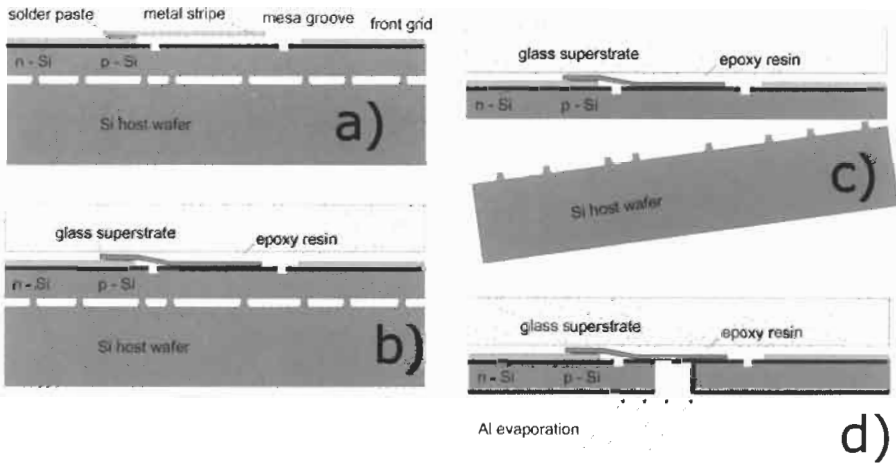 solder paste metal stripe mesa groove front grid
n-Si p-Si
Si host wafer
a)
glass superstrate epoxy resin
n-Si p-Si
Si host wafer
b)
glass superstrate epoxy resin
n-Si p-Si
Si host wafer
c)
glass superstrate epoxy resin
n-Si p-Si
Al evaporation
d)